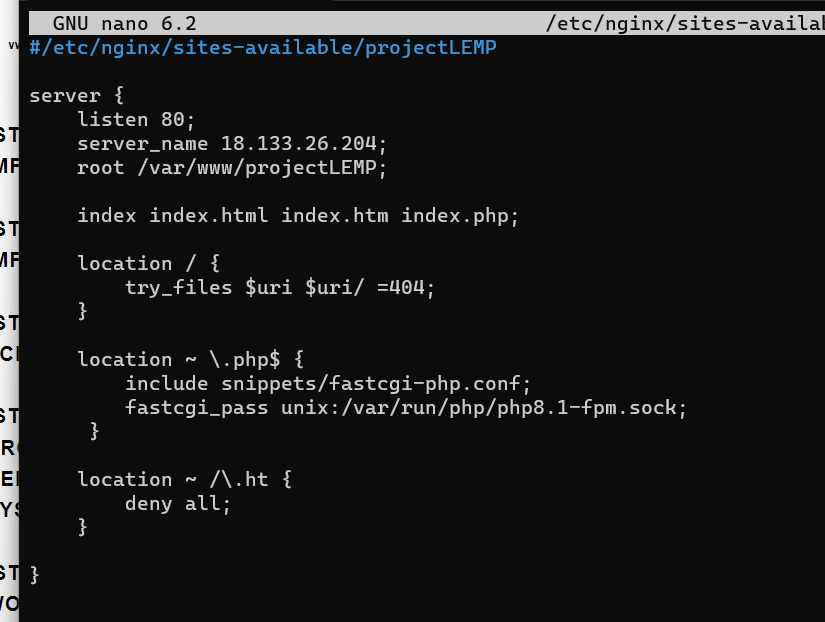 GNU nano 6.2 /etc/nginx/sites-availab
#/etc/nginx/sites-available/projectLEMP
server {
listen 80;
server_name 18.133.26.204;
root /var/www/projectLEMP;
index index.html index.htm index.php;
location / {
try_files $uri $uri/ =404;
}
location ~ \.php$ {
include snippets/fastcgi-php.conf;
fastcgi_pass unix:/var/run/php/php8.1-fpm.sock;
}
location ~ /\.ht {
deny all;
}
}